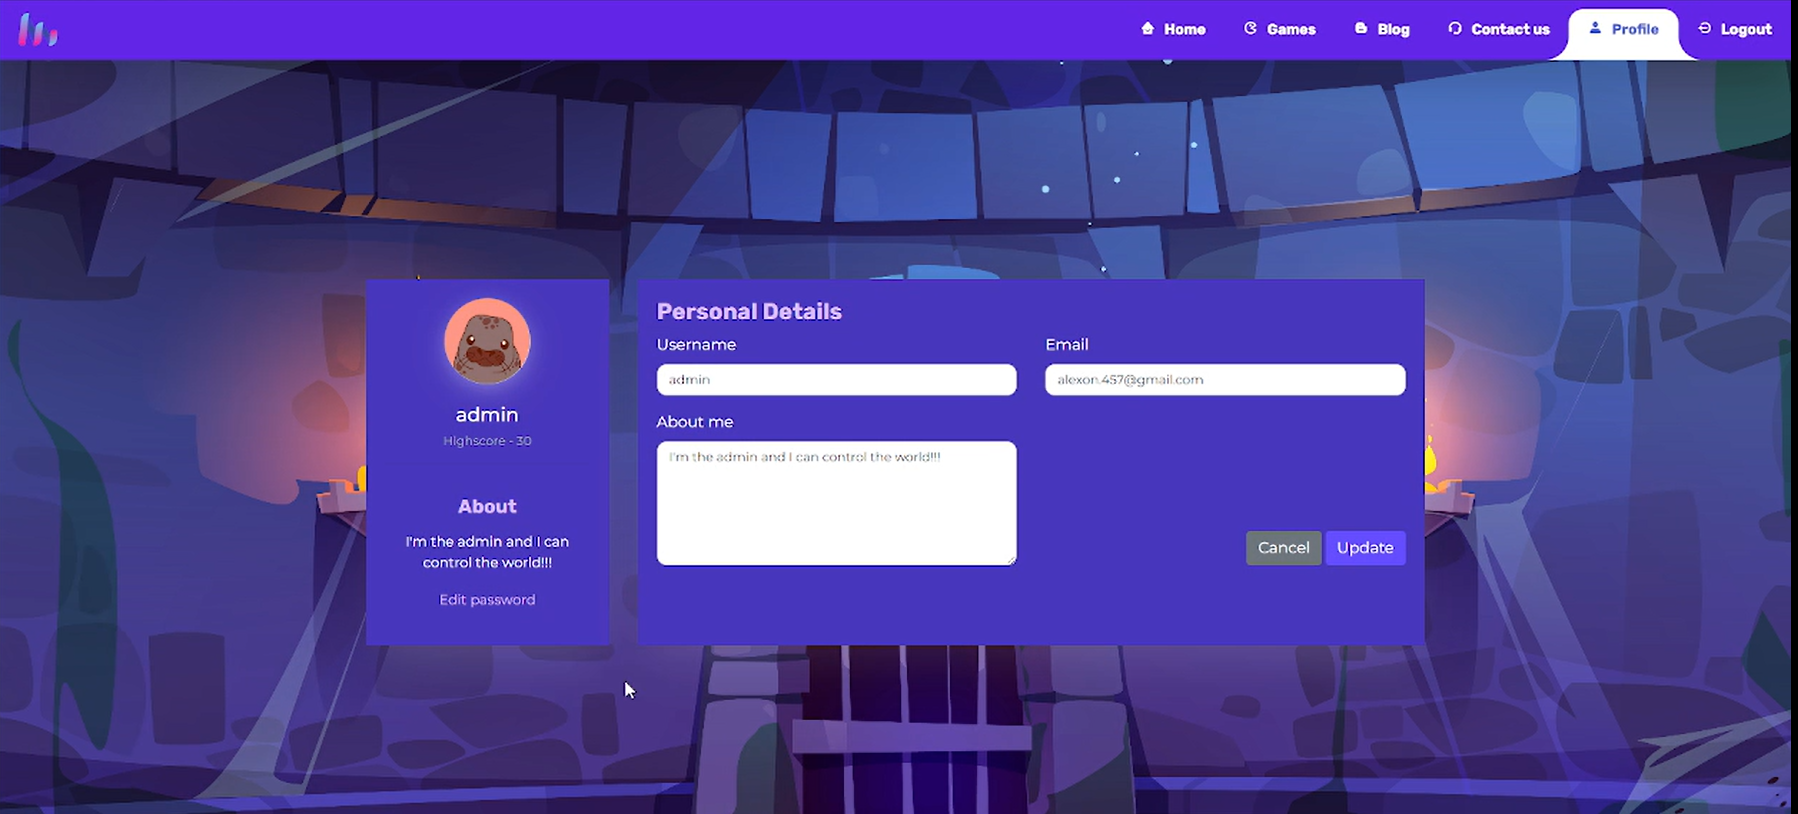 Home Games Blog Contact us Profile Logout
admin
Highscore - 30
About
I'm the admin and I can
control the world!!!
Edit password
Personal Details
Username
admin
Email
alexon.457@gmail.com
About me
I'm the admin and I can control the world!!!
Cancel Update